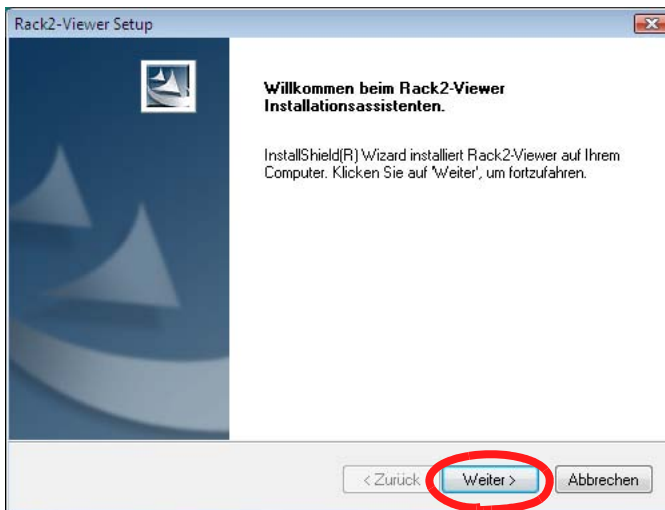 Rack2-Viewer Setup
Willkommen beim Rack2-Viewer
Installationsassistenten.
InstallShield(R) Wizard installiert Rack2-Viewer auf Ihrem
Computer. Klicken Sie auf 'Weiter', um fortzufahren.
< Zurück
Weiter >
Abbrechen